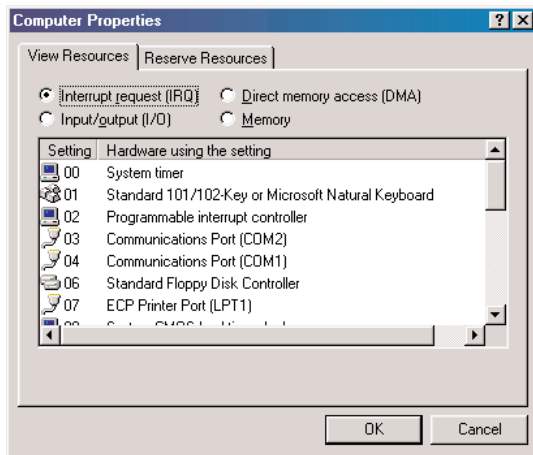 Computer Properties
View Resources Reserve Resources
Interrupt request (IRQ) Direct memory access (DMA)
Input/output (I/O) Memory
Setting Hardware using the setting
00 System timer
01 Standard 101/102-Key or Microsoft Natural Keyboard
02 Programmable interrupt controller
03 Communications Port (COM2)
04 Communications Port (COM1)
06 Standard Floppy Disk Controller
07 ECP Printer Port (LPT1)
OK Cancel